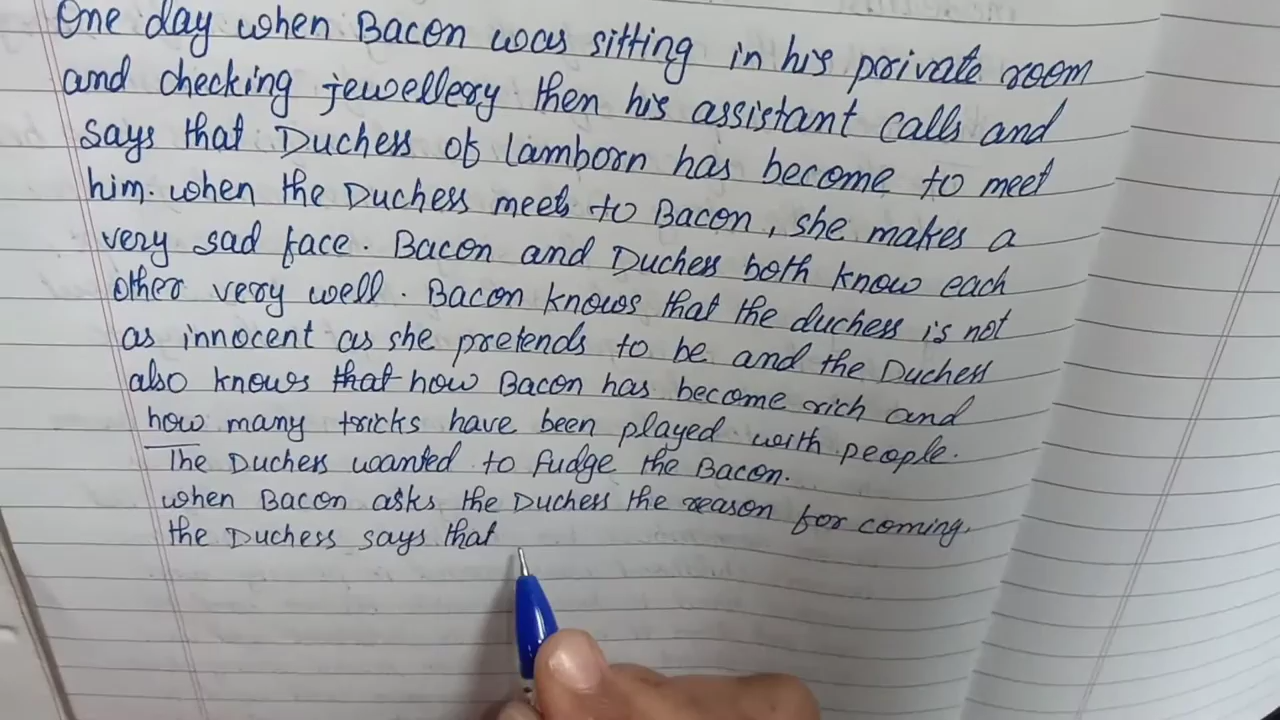 One day when Bacon was sitting in his private room
and checking jewellery then his assistant calls and
says that Duchess of lamborn has become to meet
him. when the Duchess meets to Bacon, she makes a
very sad face. Bacon and Duchess both know each
other very well. Bacon knows that the duchess is not
as innocent as she pretends to be and the Duchess
also knows that how Bacon has become rich and
how many tricks have been played with people.
The Duchess wanted to fudge the Bacon.
when Bacon asks the Duchess the reason for coming.
the Duchess says that